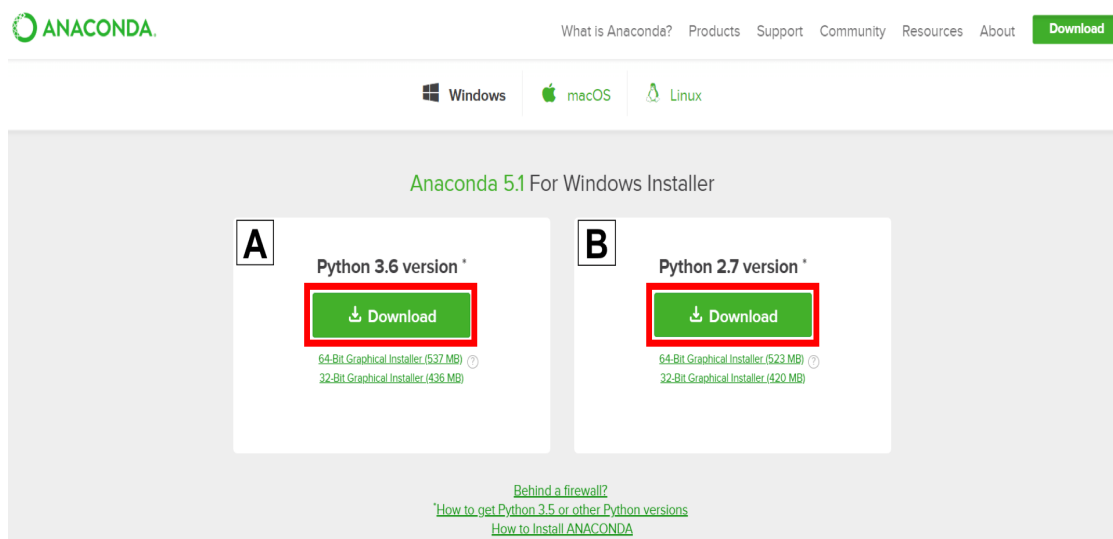 ANACONDA.
What is Anaconda? Products Support Community Resources About Download
Windows macOS Linux
Anaconda 5.1 For Windows Installer
A
Python 3.6 version *
Download
64-Bit Graphical Installer (537 MB) ?
32-Bit Graphical Installer (436 MB)
B
Python 2.7 version *
Download
64-Bit Graphical Installer (523 MB) ?
32-Bit Graphical Installer (420 MB)
Behind a firewall?
*How to get Python 3.5 or other Python versions
How to Install ANACONDA